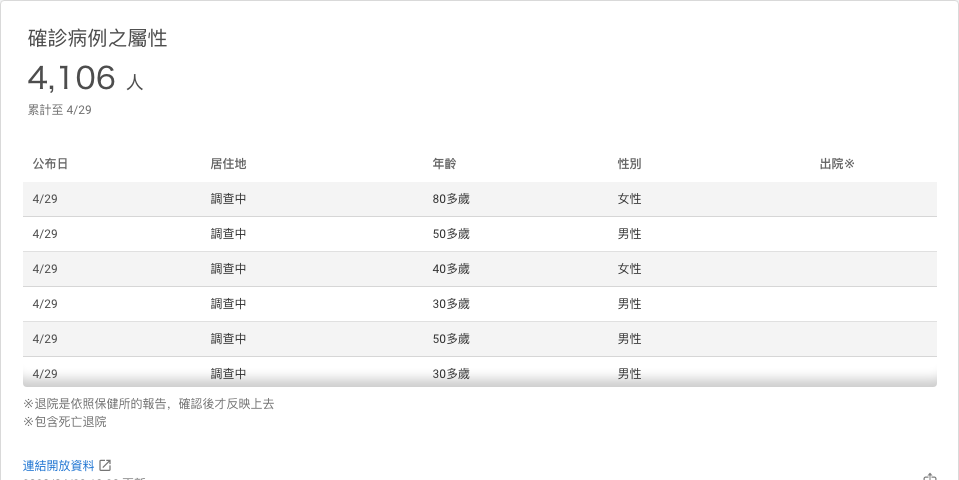 確診病例之屬性
4,106 人
累計至 4/29
公布日 居住地 年齡 性別 出院※
4/29 調查中 80多歲 女性
4/29 調查中 50多歲 男性
4/29 調查中 40多歲 女性
4/29 調查中 30多歲 男性
4/29 調查中 50多歲 男性
4/29 調查中 30多歲 男性
※退院是依照保健所的報告，確認後才反映上去
※包含死亡退院
連結開放資料